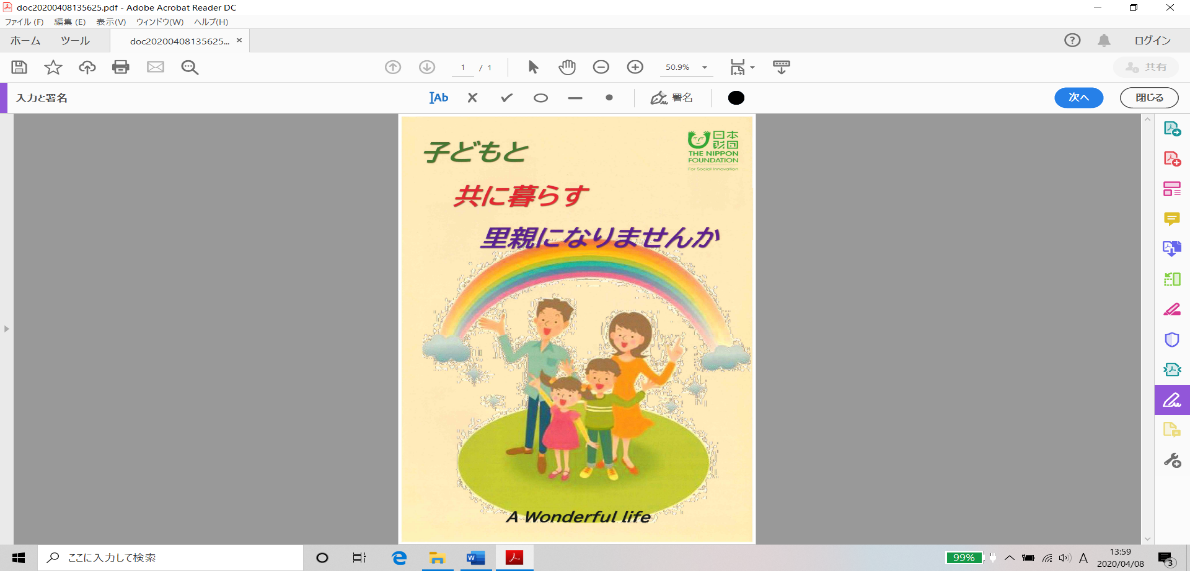 doc20200408135625.pdf - Adobe Acrobat Reader DC
ファイル (F) 編集 (E) 表示(V) ウィンドウ(W) ヘルプ(H)
ホーム ツール doc20200408135625... × ログイン
1 / 1 50.9% 共有
入力と署名 Ab 署名 次へ 閉じる
子どもと
日本
財団
THE NIPPON
FOUNDATION
For Social Innovation
共に暮らす
里親になりませんか
A Wonderful life
ここに入力して検索
99% A 13:59
2020/04/08 3